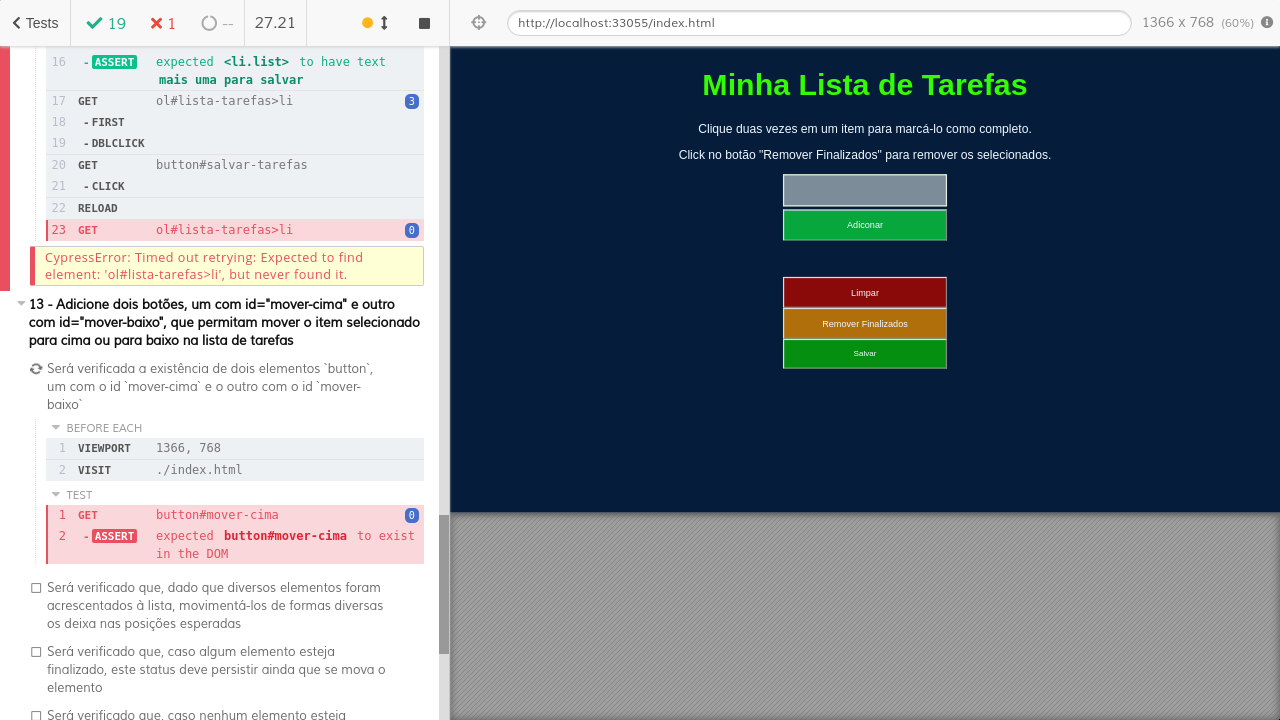 Tests
19
1
--
27.21
http://localhost:33055/index.html
1366 x 768 (60%)
16 - ASSERT expected <li.list> to have text
mais uma para salvar
17 GET ol#lista-tarefas>li 3
18 - FIRST
19 - DBLCLICK
20 GET button#salvar-tarefas
21 - CLICK
22 RELOAD
23 GET ol#lista-tarefas>li 0
CypressError: Timed out retrying: Expected to find
element: 'ol#lista-tarefas>li', but never found it.
13 - Adicione dois botões, um com id="mover-cima" e outro
com id="mover-baixo", que permitam mover o item selecionado
para cima ou para baixo na lista de tarefas
Será verificada a existência de dois elementos `button`,
um com o id `mover-cima` e o outro com o id `mover-
baixo`
BEFORE EACH
1 VIEWPORT 1366, 768
2 VISIT ./index.html
TEST
1 GET button#mover-cima 0
2 - ASSERT expected button#mover-cima to exist
in the DOM
Será verificado que, dado que diversos elementos foram
acrescentados à lista, movimentá-los de formas diversas
os deixa nas posições esperadas
Será verificado que, caso algum elemento esteja
finalizado, este status deve persistir ainda que se mova o
elemento
Será verificado que, caso nenhum elemento esteja
Minha Lista de Tarefas
Clique duas vezes em um item para marcá-lo como completo.
Click no botão "Remover Finalizados" para remover os selecionados.
Adiconar
Limpar
Remover Finalizados
Salvar